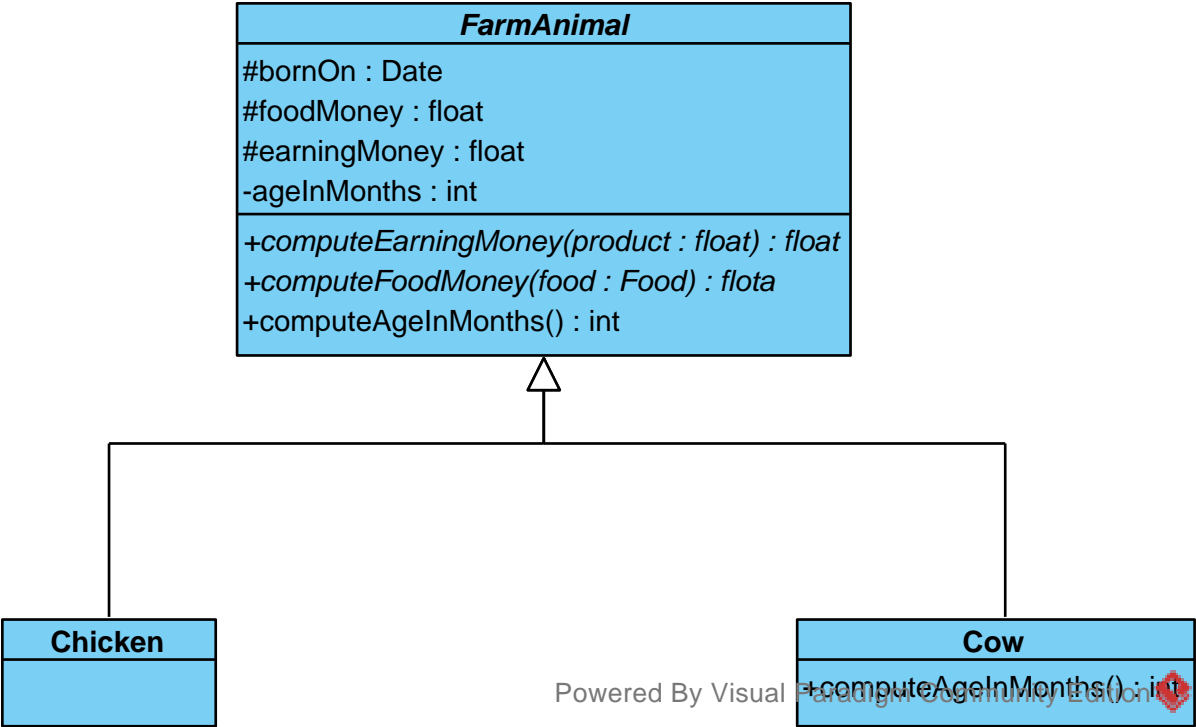 FarmAnimal
#bornOn : Date
#foodMoney : float
#earningMoney : float
-ageInMonths : int
+computeEarningMoney(product : float) : float
+computeFoodMoney(food : Food) : flota
+computeAgeInMonths() : int
Chicken
Cow
+computeAgeInMonths() : int
Powered By Visual Paradigm Community Edition